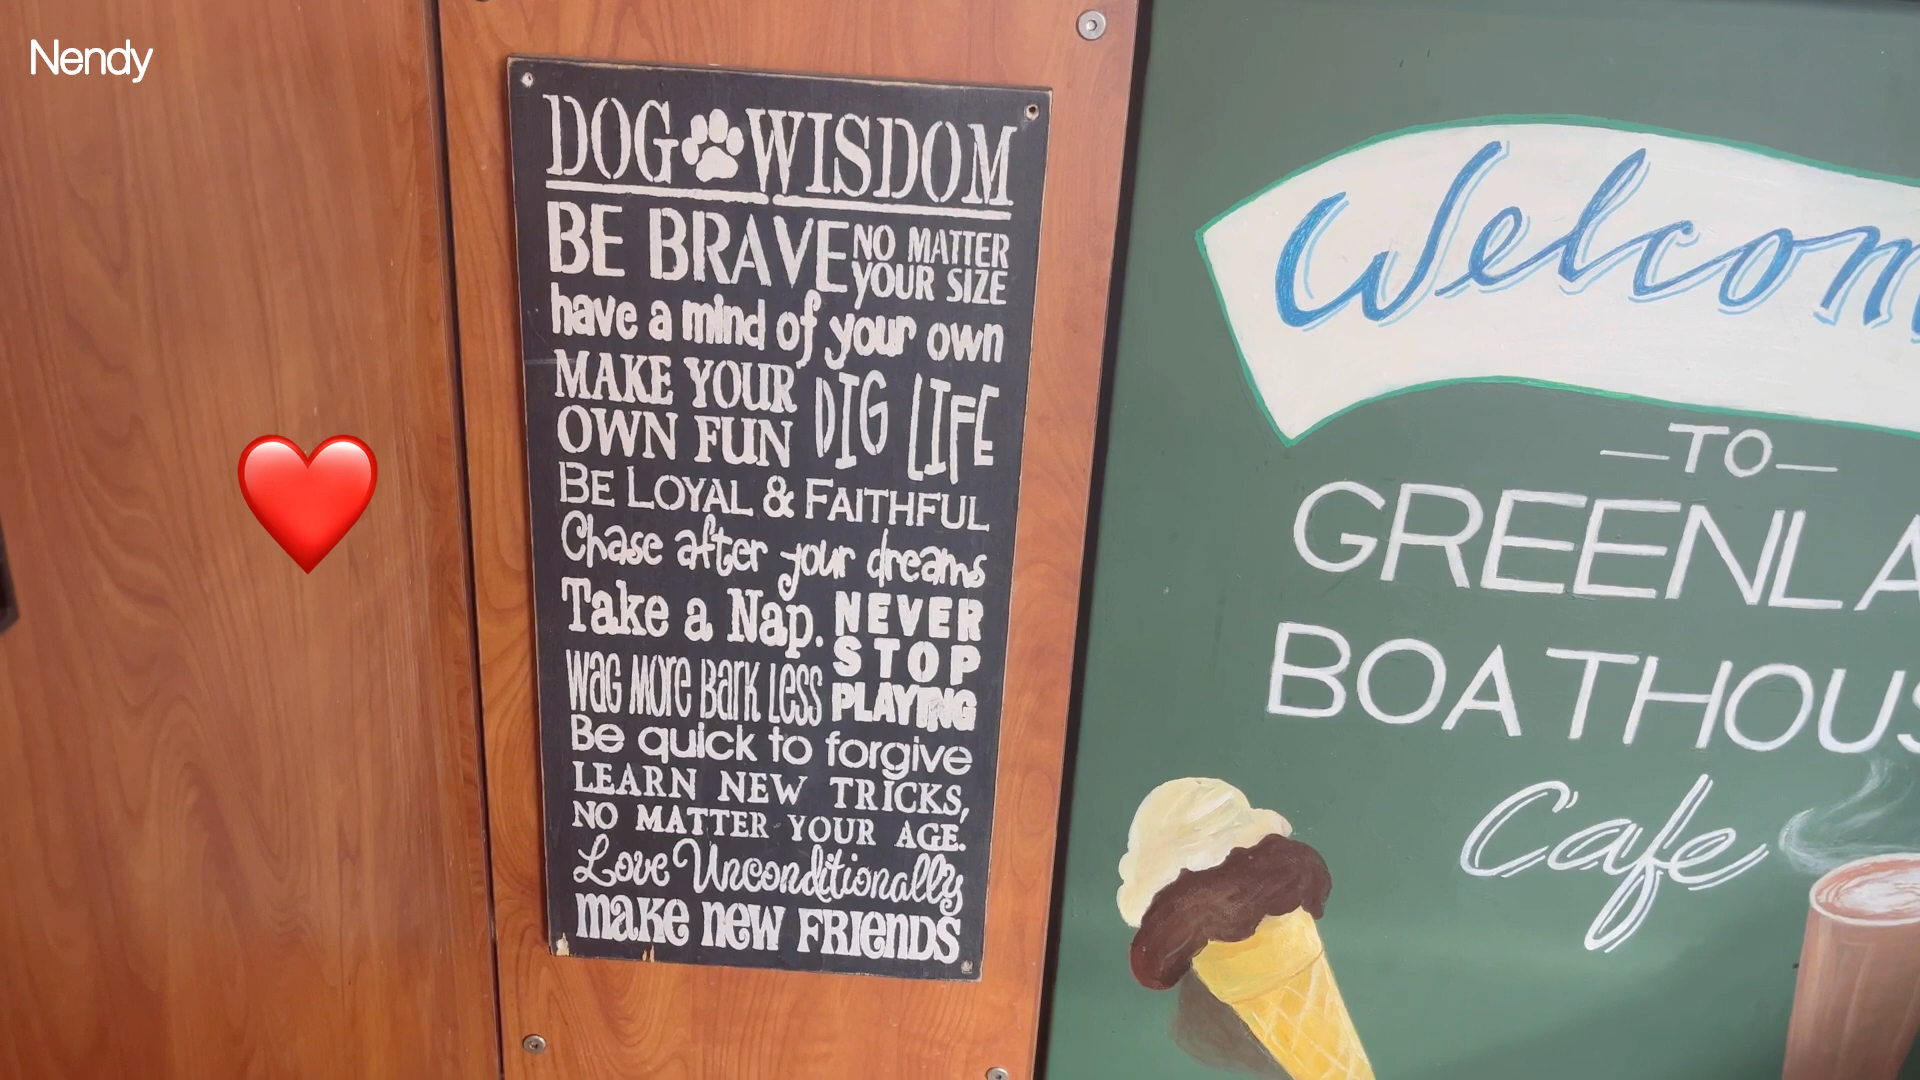 Nendy
DOG WISDOM
BE BRAVE NO MATTER
YOUR SIZE
have a mind of your own
MAKE YOUR
OWN FUN
DIG LIFE
BE LOYAL & FAITHFUL
Chase after your dreams
Take a Nap.
NEVER
STOP
PLAYING
WAG MORE BARK LESS
Be quick to forgive
LEARN NEW TRICKS,
NO MATTER YOUR AGE.
Love Unconditionally
make new FRIENDS
Welcom
—TO—
GREENLA
BOATHOUS
Cafe